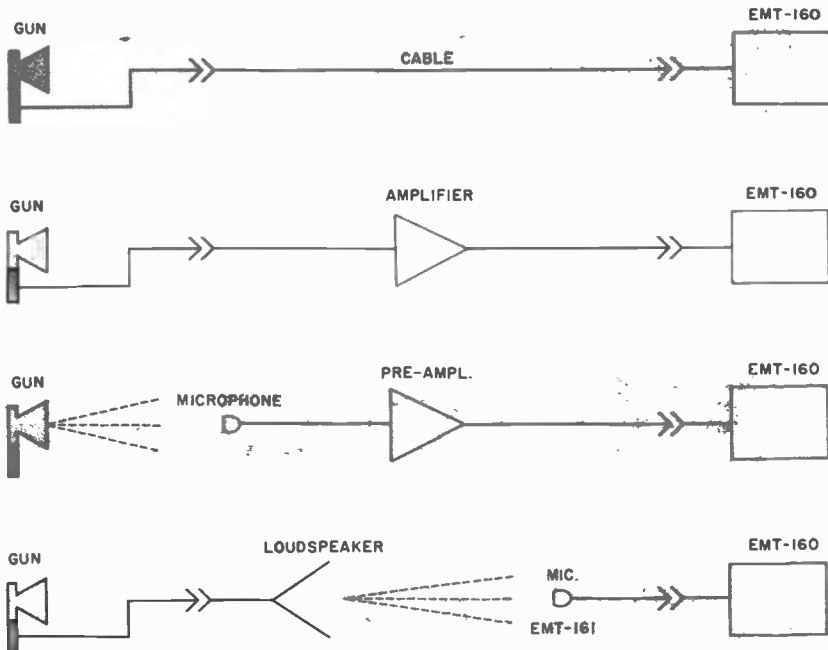 GUN
EMT-160
CABLE
GUN
AMPLIFIER
EMT-160
GUN
MICROPHONE
PRE-AMPL.
EMT-160
GUN
LOUDSPEAKER
MIC.
EMT-160
EMT-161